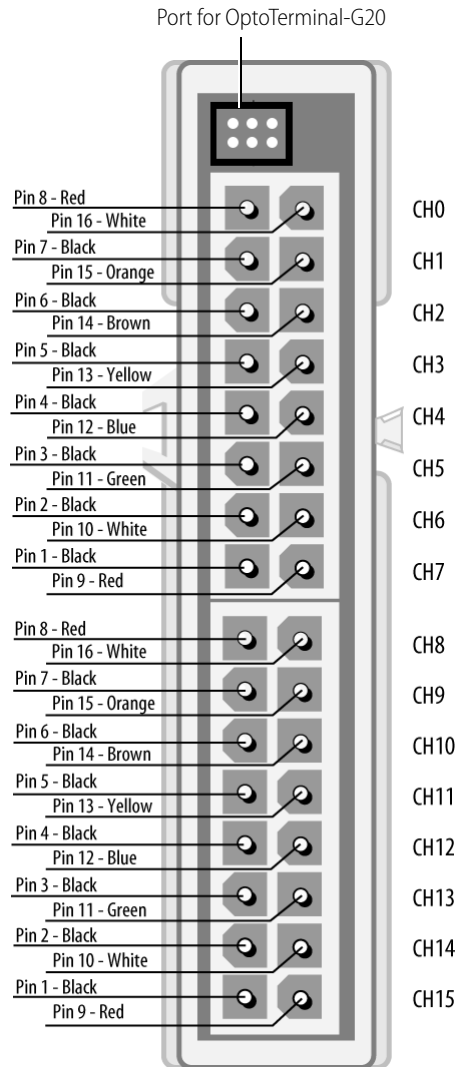 Port for OptoTerminal-G20
Pin 8 - Red
Pin 16 - White
CH0
Pin 7 - Black
Pin 15 - Orange
CH1
Pin 6 - Black
Pin 14 - Brown
CH2
Pin 5 - Black
Pin 13 - Yellow
CH3
Pin 4 - Black
Pin 12 - Blue
CH4
Pin 3 - Black
Pin 11 - Green
CH5
Pin 2 - Black
Pin 10 - White
CH6
Pin 1 - Black
Pin 9 - Red
CH7
Pin 8 - Red
Pin 16 - White
CH8
Pin 7 - Black
Pin 15 - Orange
CH9
Pin 6 - Black
Pin 14 - Brown
CH10
Pin 5 - Black
Pin 13 - Yellow
CH11
Pin 4 - Black
Pin 12 - Blue
CH12
Pin 3 - Black
Pin 11 - Green
CH13
Pin 2 - Black
Pin 10 - White
CH14
Pin 1 - Black
Pin 9 - Red
CH15